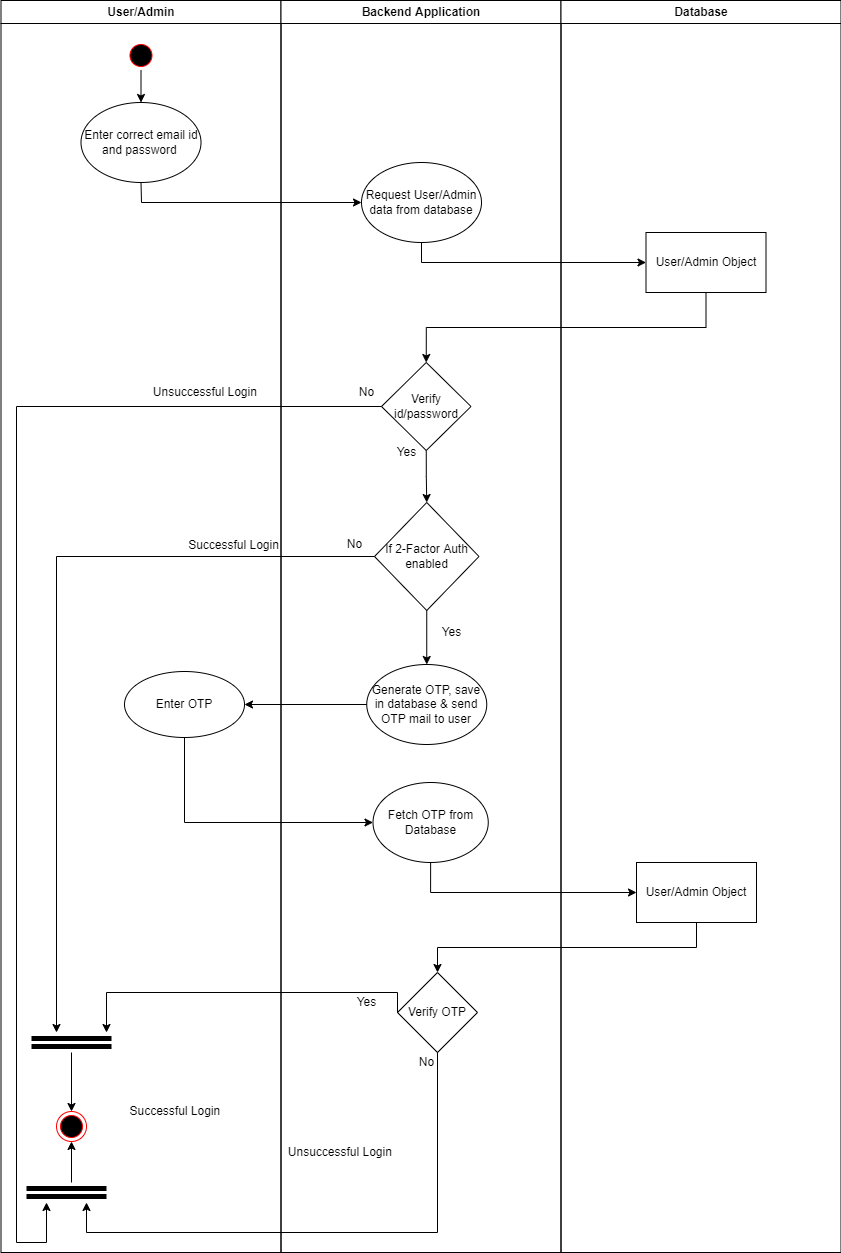 User/Admin
Backend Application
Database
Enter correct email id
and password
Request User/Admin
data from database
User/Admin Object
Unsuccessful Login
No
Verify
id/password
Yes
Successful Login
No
If 2-Factor Auth
enabled
Yes
Enter OTP
Generate OTP, save
in database & send
OTP mail to user
Fetch OTP from
Database
User/Admin Object
Yes
Verify OTP
No
Successful Login
Unsuccessful Login